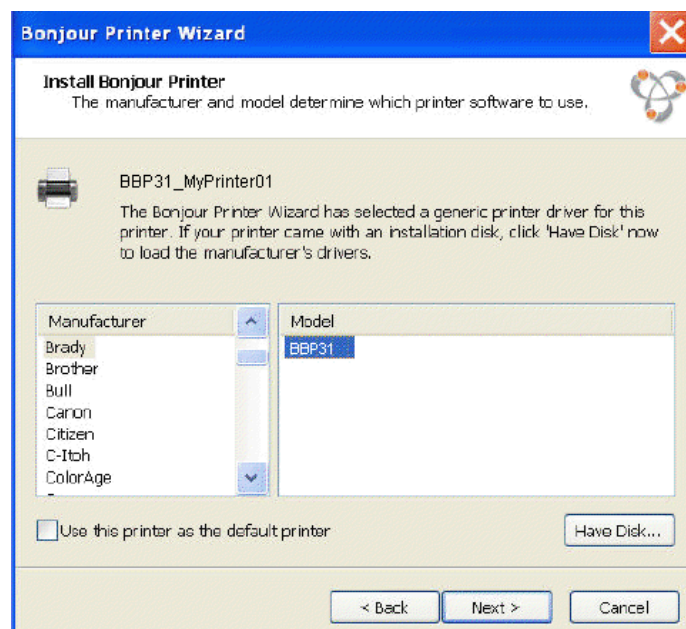 Bonjour Printer Wizard
Install Bonjour Printer
The manufacturer and model determine which printer software to use.
BBP31_MyPrinter01
The Bonjour Printer Wizard has selected a generic printer driver for this
printer. If your printer came with an installation disk, click 'Have Disk' now
to load the manufacturer's drivers.
Manufacturer
Model
Brady
BBP31
Brother
Bull
Canon
Citizen
C-Itoh
ColorAge
Use this printer as the default printer
Have Disk...
< Back
Next >
Cancel